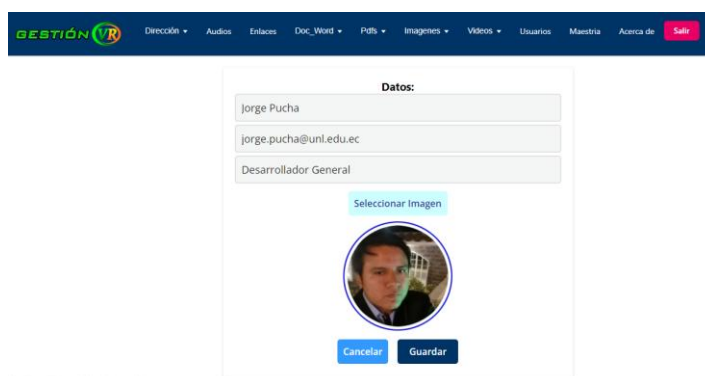 GESTIÓN VR Dirección Audios Enlaces Doc_Word Pdfs Imagenes Videos Usuarios Maestria Acerca de Salir
Datos:
Jorge Pucha
jorge.pucha@unl.edu.ec
Desarrollador General
Seleccionar Imagen
Cancelar Guardar